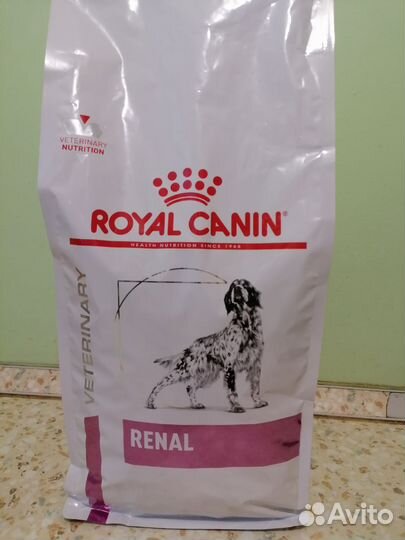 VETERINARY
NUTRITION
ROYAL CANIN®
HEALTH NUTRITION SINCE 1968
VETERINARY
RENAL
Avito